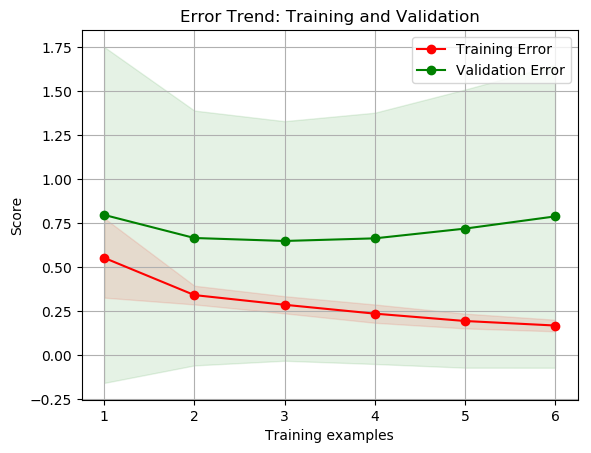 Error Trend: Training and Validation
Training Error
Validation Error
1.75
1.50
1.25
1.00
0.75
0.50
0.25
0.00
−0.25
Score
1 2 3 4 5 6
Training examples